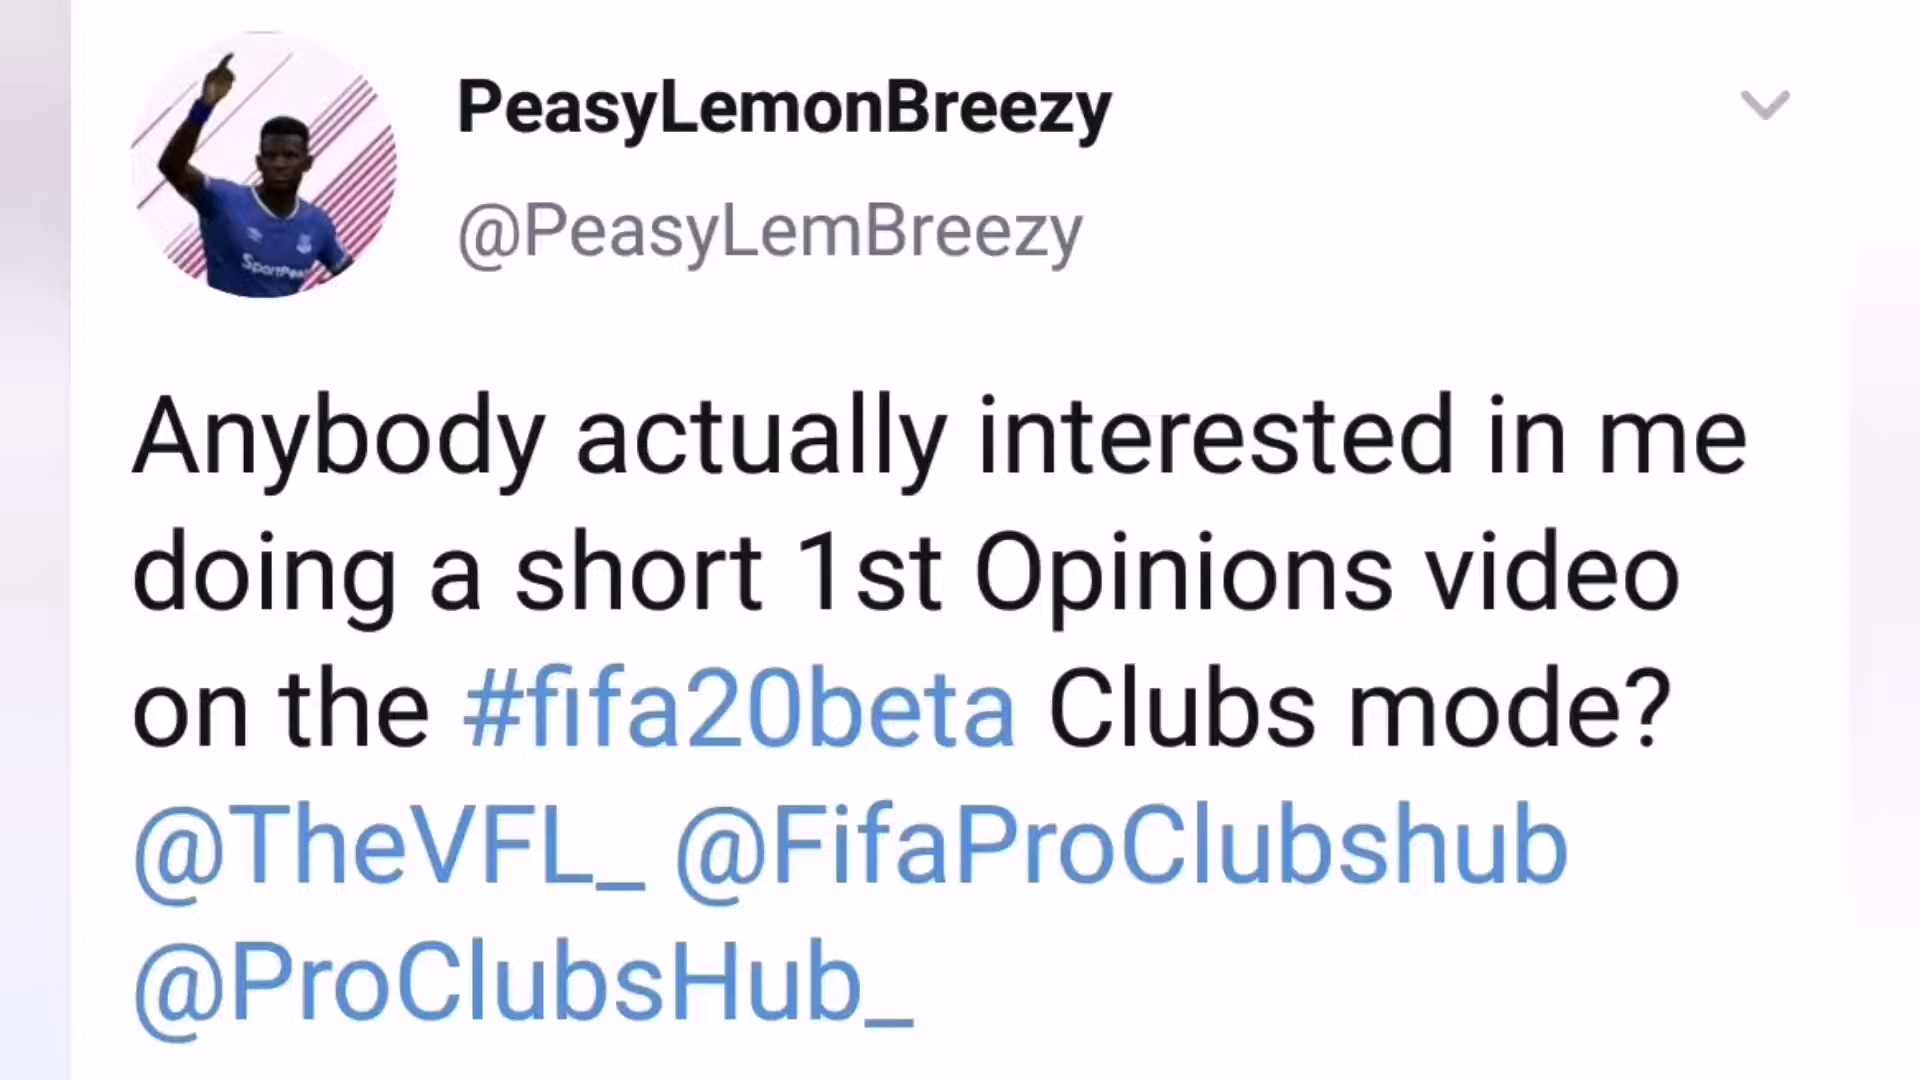 PeasyLemonBreezy
@PeasyLemBreezy
Anybody actually interested in me
doing a short 1st Opinions video
on the #fifa20beta Clubs mode?
@TheVFL_ @FifaProClubshub
@ProClubsHub_